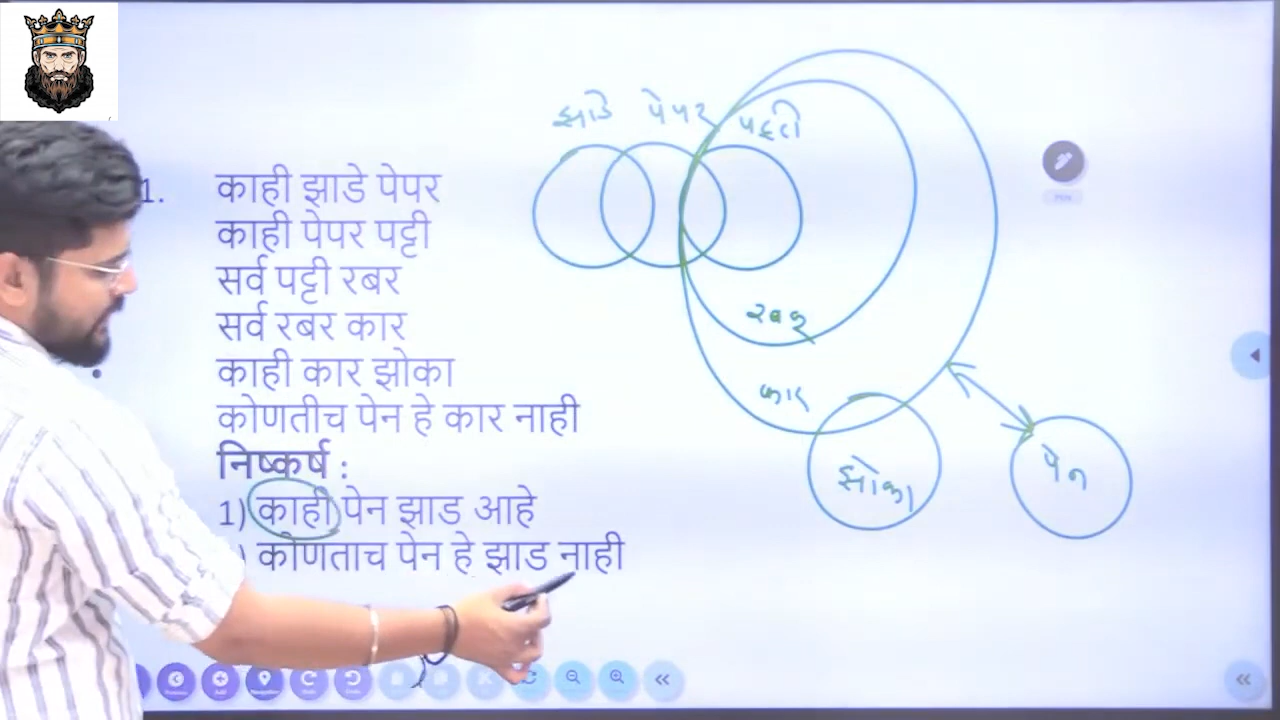 झाडे पेपर पट्टी
1. काही झाडे पेपर
काही पेपर पट्टी
सर्व पट्टी रबर
सर्व रबर कार
काही कार झोका
कोणतीच पेन हे कार नाही
निष्कर्ष :
1) काही पेन झाड आहे
) कोणताच पेन हे झाड नाही
रबर
कार
झोका
पेन